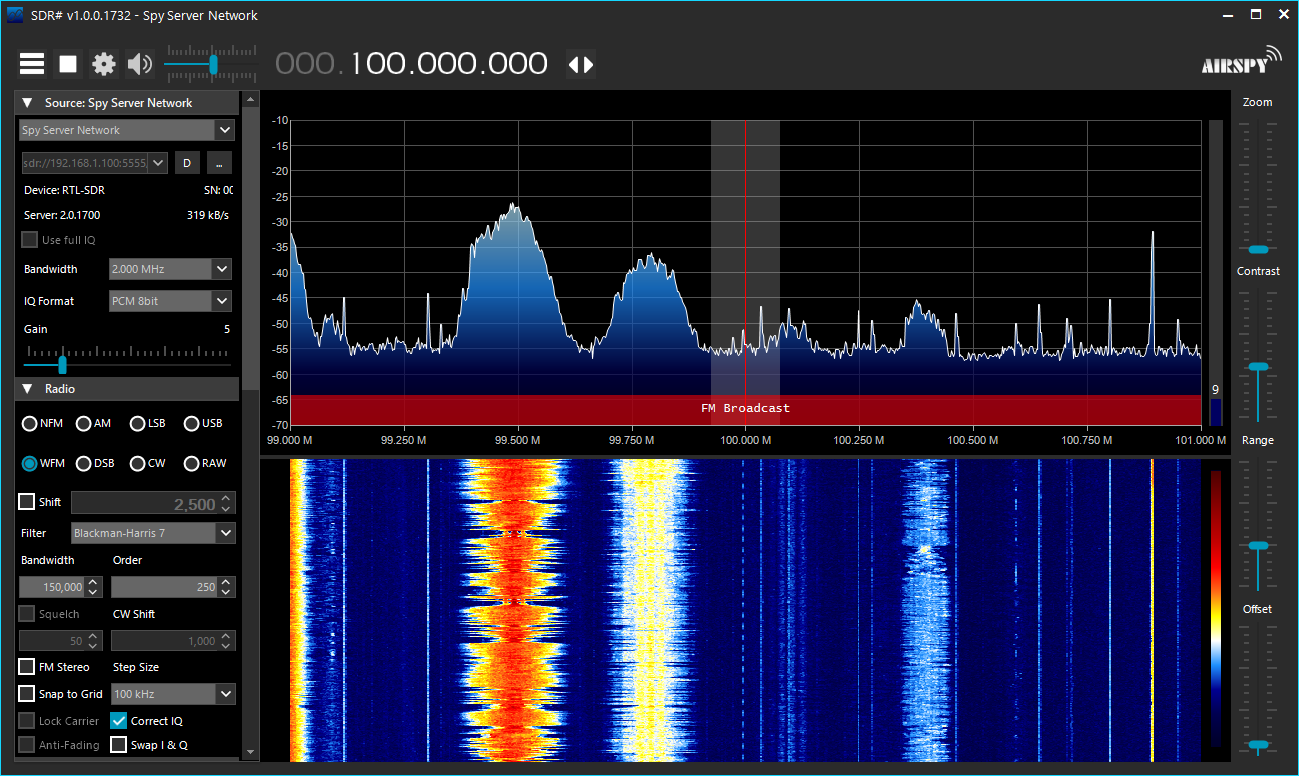 SDR# v1.0.0.1732 - Spy Server Network
000.100.000.000
AIRSPY
Source: Spy Server Network
Spy Server Network
sdr://192.168.1.100:5555
D
...
Device: RTL-SDR SN: 00
Server: 2.0.1700 319 kB/s
Use full IQ
Bandwidth 2.000 MHz
IQ Format PCM 8bit
Gain 5
Radio
NFM AM LSB USB
WFM DSB CW RAW
Shift 2,500
Filter Blackman-Harris 7
Bandwidth Order
150,000 250
Squelch CW Shift
50 1,000
FM Stereo Step Size
Snap to Grid 100 kHz
Lock Carrier Correct IQ
Anti-Fading Swap I & Q
-10
-15
-20
-25
-30
-35
-40
-45
-50
-55
-60
-65
-70
FM Broadcast
99.000 M 99.250 M 99.500 M 99.750 M 100.000 M 100.250 M 100.500 M 100.750 M 101.000 M
9
Zoom
Contrast
Range
Offset